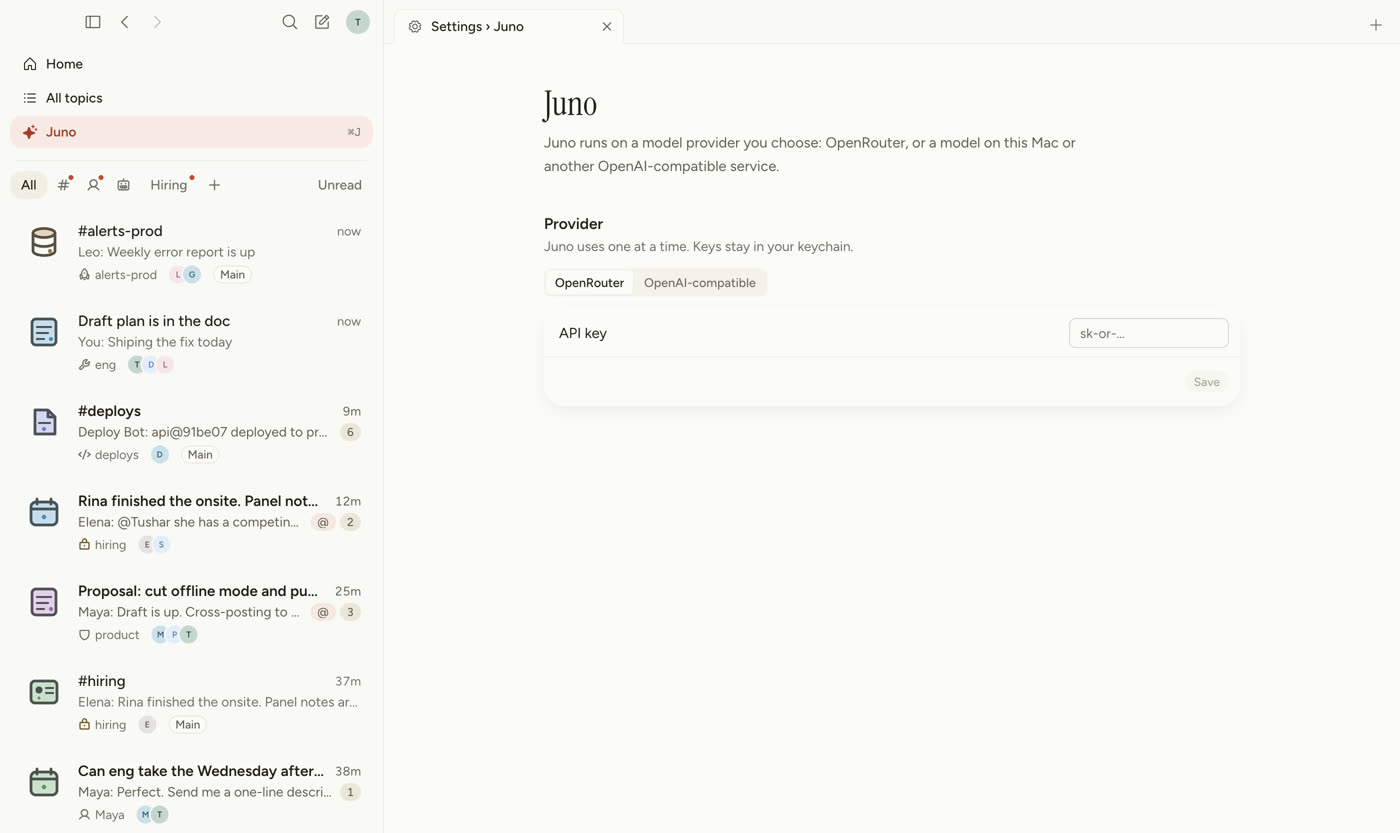 T
Settings › Juno
Home
All topics
Juno ⌘J
All # Hiring Unread
#alerts-prod now
Leo: Weekly error report is up
alerts-prod L G Main
Draft plan is in the doc now
You: Shiping the fix today
eng T D L
#deploys 9m
Deploy Bot: api@91be07 deployed to pr... 6
deploys D Main
Rina finished the onsite. Panel not... 12m
Elena: @Tushar she has a competin... @ 2
hiring E S
Proposal: cut offline mode and pu... 25m
Maya: Draft is up. Cross-posting to ... @ 3
product M P T
#hiring 37m
Elena: Rina finished the onsite. Panel notes ar...
hiring E Main
Can eng take the Wednesday after... 38m
Maya: Perfect. Send me a one-line descri... 1
Maya M T
Juno
Juno runs on a model provider you choose: OpenRouter, or a model on this Mac or
another OpenAI-compatible service.
Provider
Juno uses one at a time. Keys stay in your keychain.
OpenRouter OpenAI-compatible
API key sk-or-...
Save